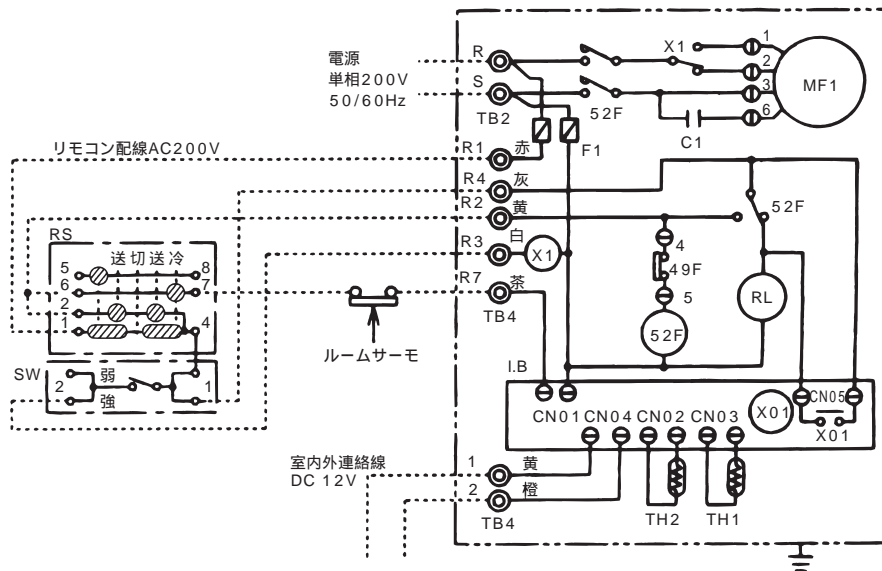 電源
単相200V
50/60Hz
R
S
TB2
52F
X1
1
2
3
6
MF1
C1
F1
リモコン配線AC200V
R1 赤
R4 灰
R2 黄
R3 白
X1
R7 茶
TB4
52F
4
49F
5
52F
RL
RS
送切送冷
5 8
6 7
2
1 4
SW 2 弱 1
強
ルームサーモ
I.B
CN01 CN04 CN02 CN03
X01
CN05
X01
室内外連絡線
DC 12V
1 黄
2 橙
TB4
TH2 TH1